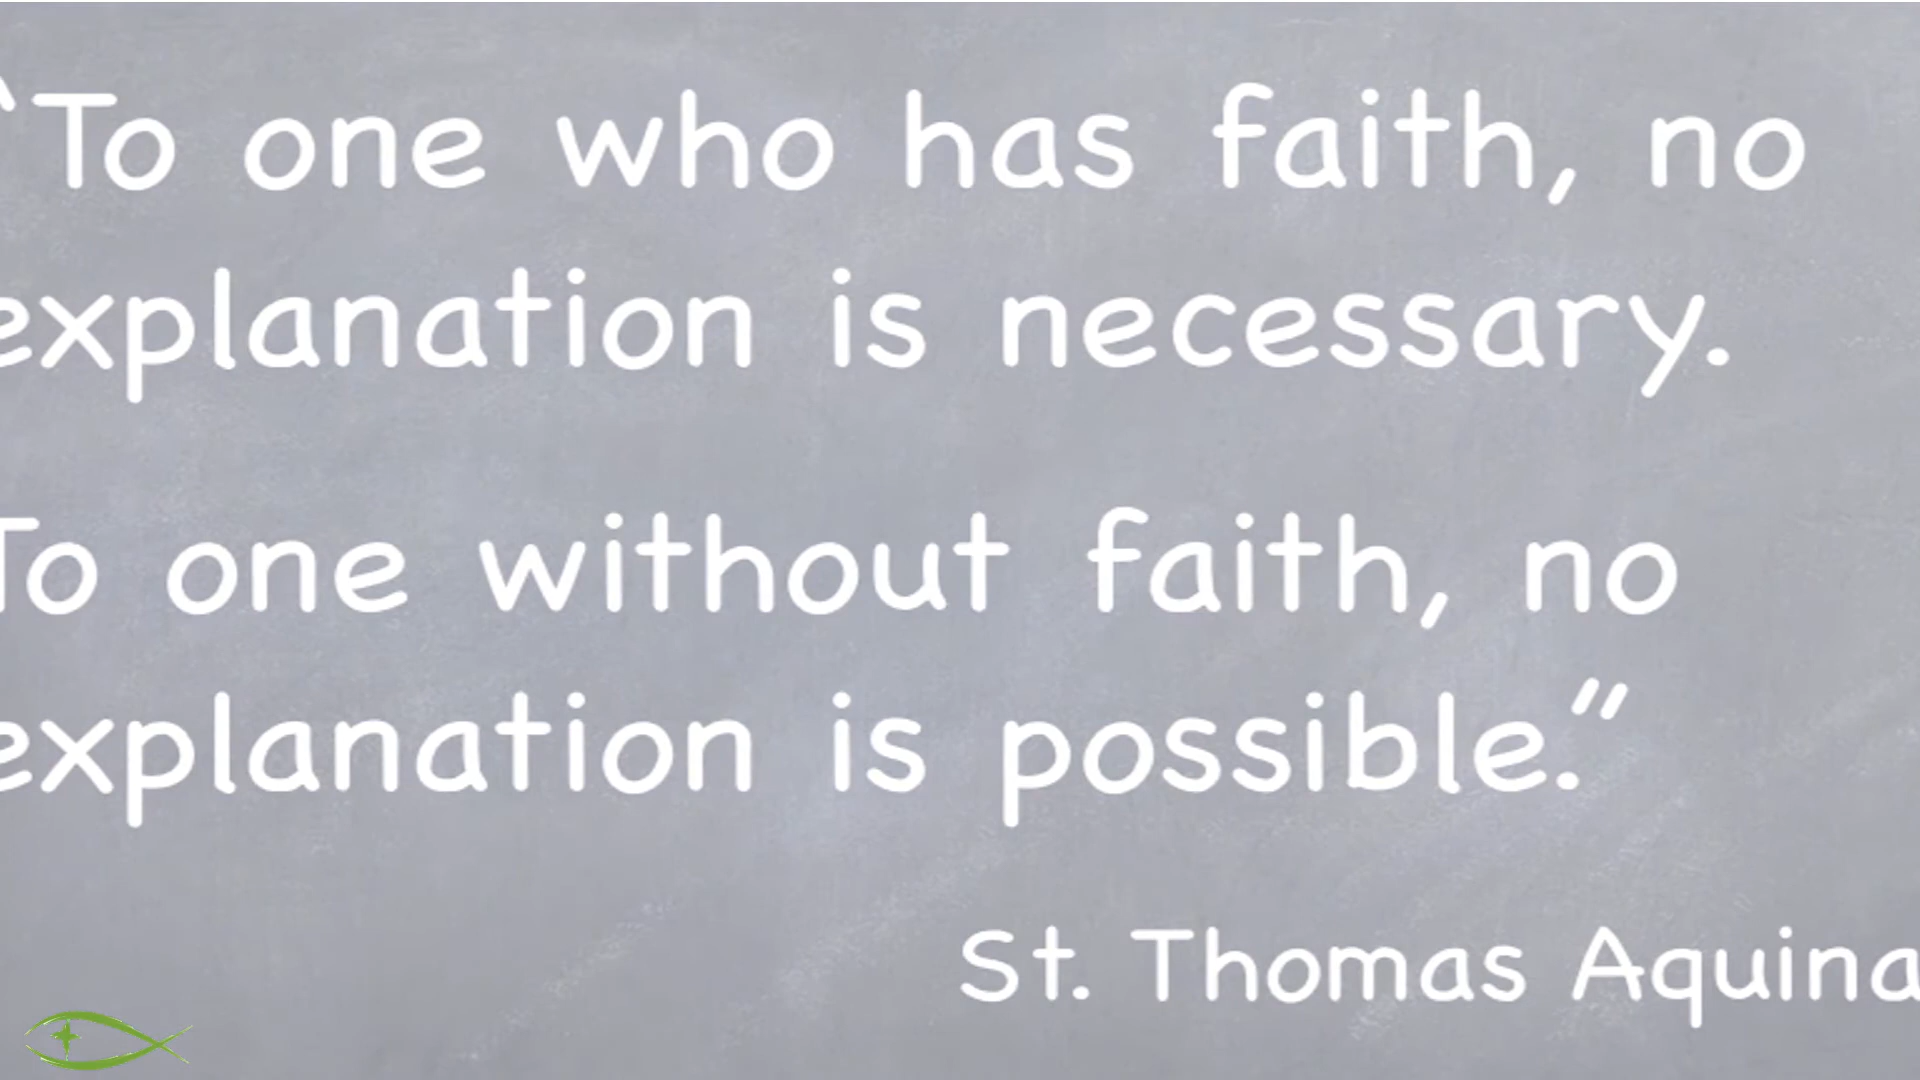 “To one who has faith, no
explanation is necessary.
To one without faith, no
explanation is possible.”
St. Thomas Aquina